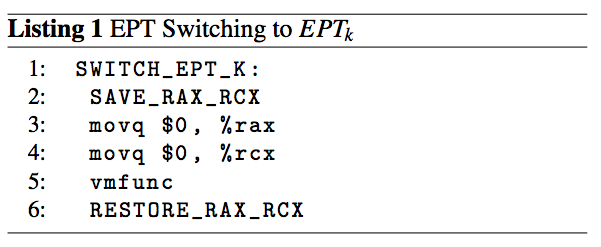 Listing 1 EPT Switching to EPTk
1: SWITCH_EPT_K:
2: SAVE_RAX_RCX
3: movq $0, %rax
4: movq $0, %rcx
5: vmfunc
6: RESTORE_RAX_RCX